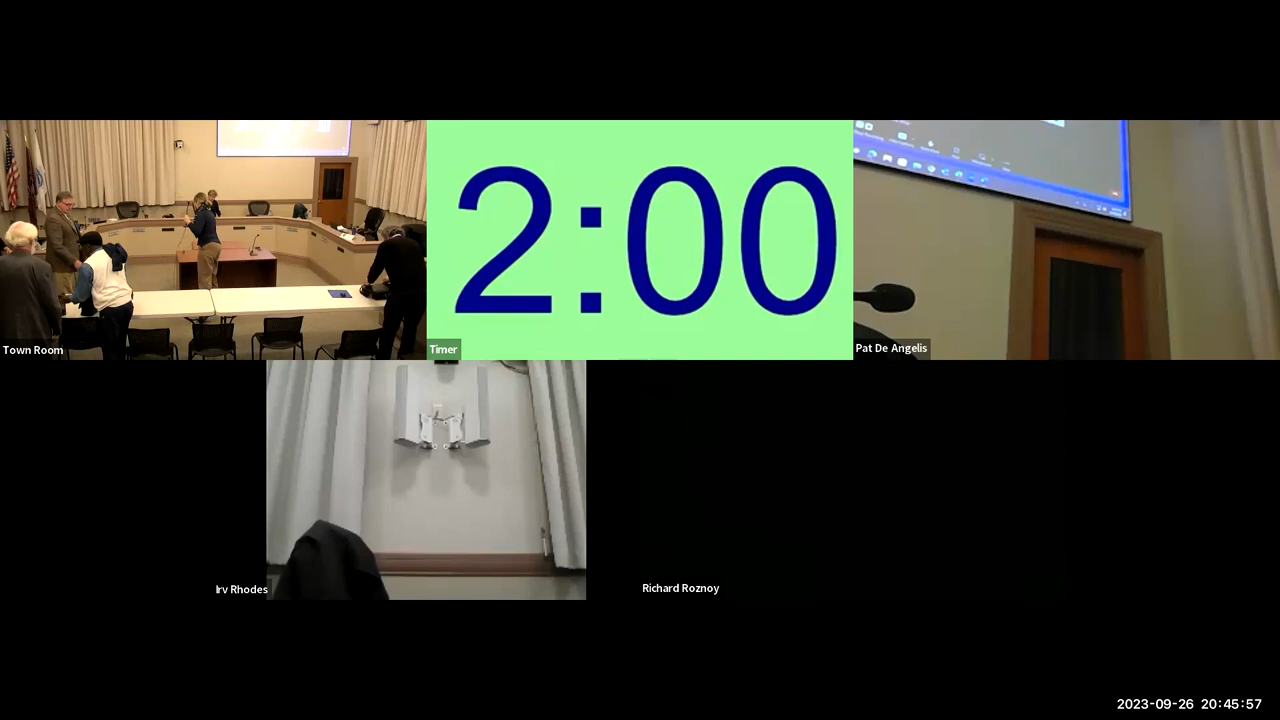 Town Room
2:00
Timer
Pat De Angelis
Irv Rhodes
Richard Roznoy
2023-09-26 20:45:57